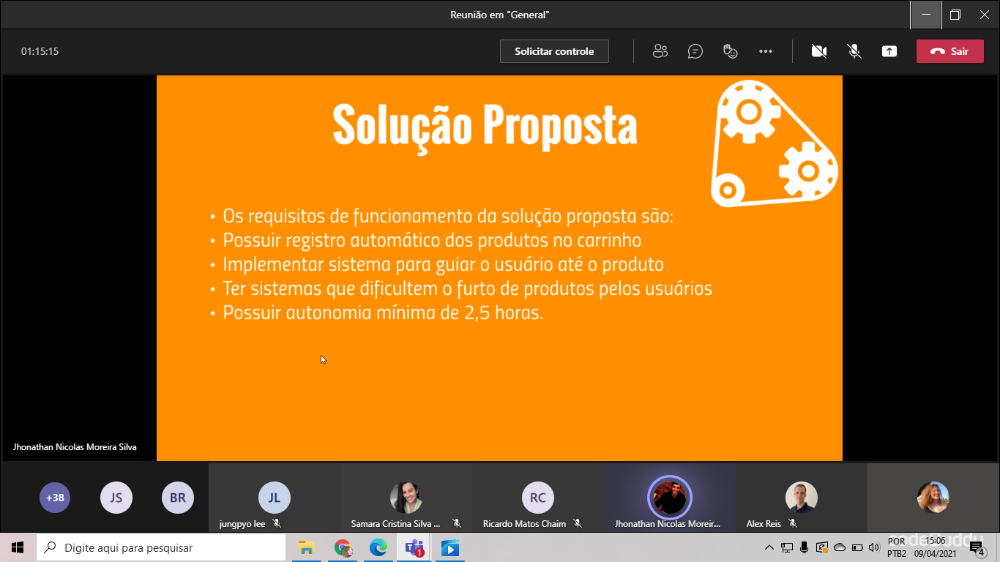 Reunião em "General"
01:15:15
Solicitar controle
Sair
Solução Proposta
• Os requisitos de funcionamento da solução proposta são:
• Possuir registro automático dos produtos no carrinho
• Implementar sistema para guiar o usuário até o produto
• Ter sistemas que dificultem o furto de produtos pelos usuários
• Possuir autonomia mínima de 2,5 horas.
Jhonathan Nicolas Moreira Silva
+38
JS
BR
JL
RC
jungpyo lee
Samara Cristina Silva ...
Ricardo Matos Chaim
Jhonathan Nicolas Moreir...
Alex Reis
Digite aqui para pesquisar
1
POR
PTB2
15:06
09/04/2021
4